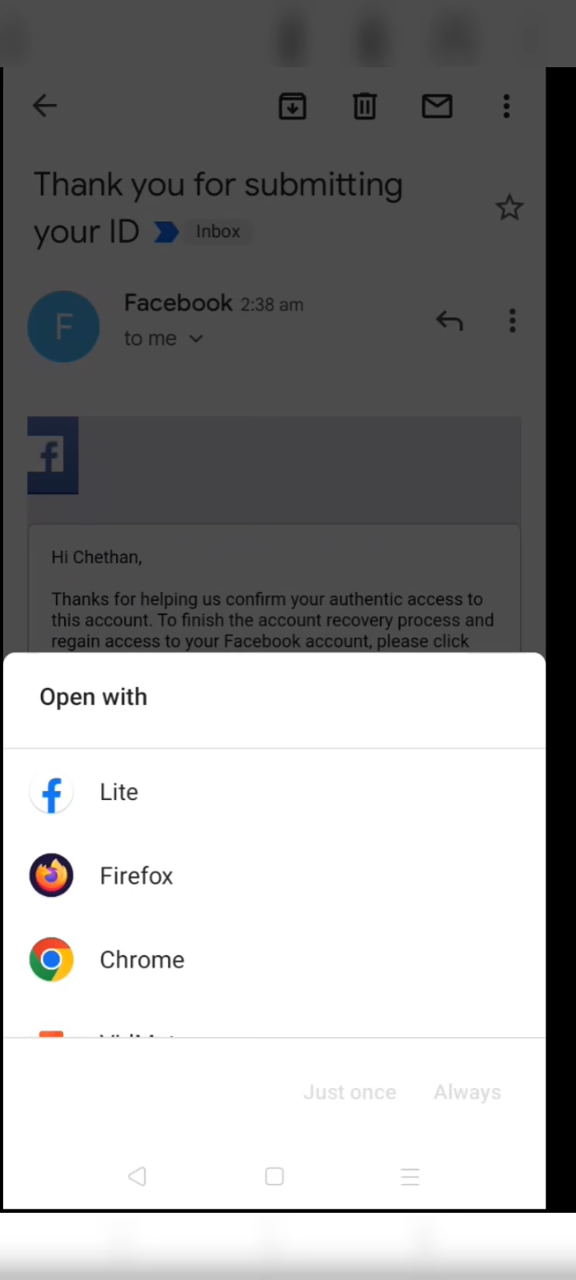 Thank you for submitting
your ID Inbox
Facebook 2:38 am
F
to me
f
Hi Chethan,
Thanks for helping us confirm your authentic access to
this account. To finish the account recovery process and
regain access to your Facebook account, please click
Open with
Lite
Firefox
Chrome
Just once Always